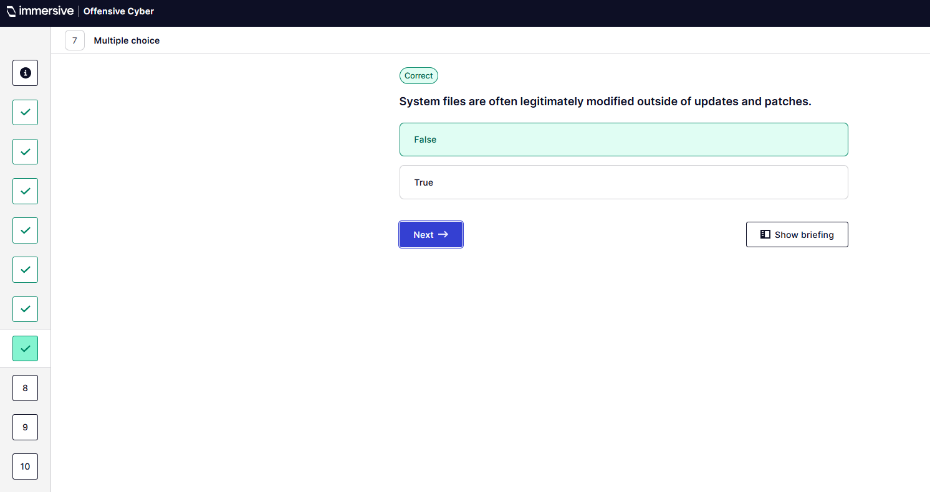 immersive Offensive Cyber
7 Multiple choice
Correct
System files are often legitimately modified outside of updates and patches.
False
True
Next → Show briefing
8
9
10